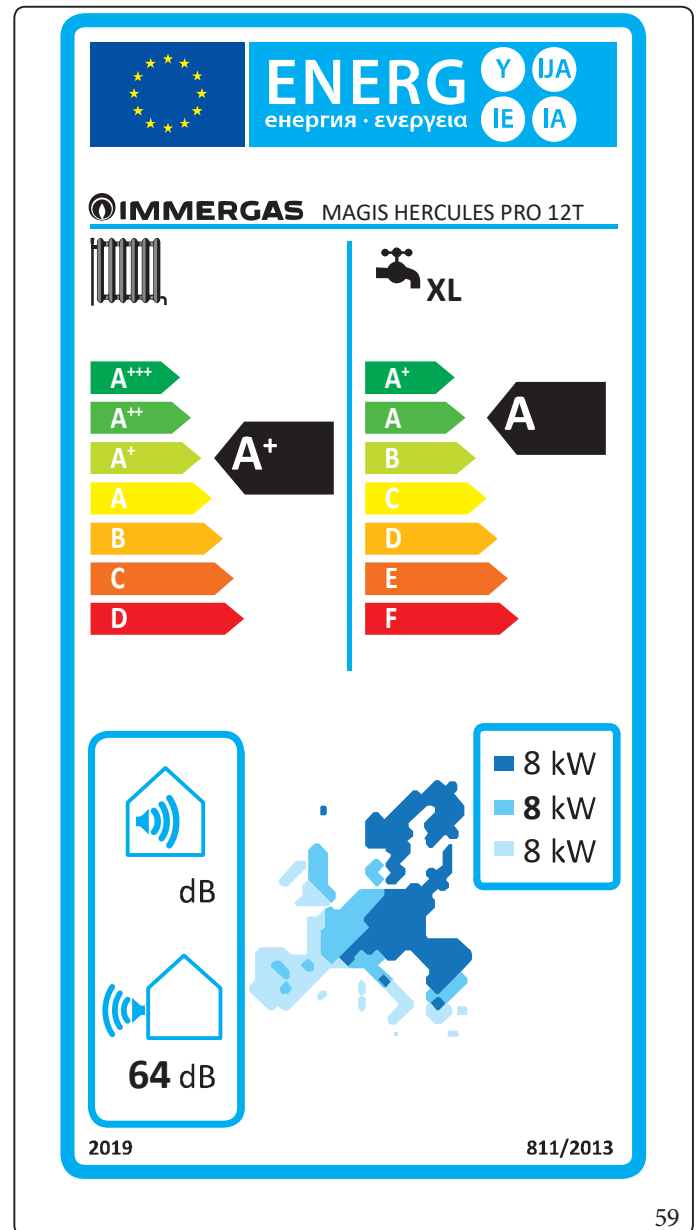 ENERG Y IJA
енергия · ενεργεια IE IA
IMMERGAS MAGIS HERCULES PRO 12T
XL
A+++
A++
A+
A
B
C
D
A+
A+
A
B
C
D
E
F
A
dB
64 dB
8 kW
8 kW
8 kW
2019 811/2013
59